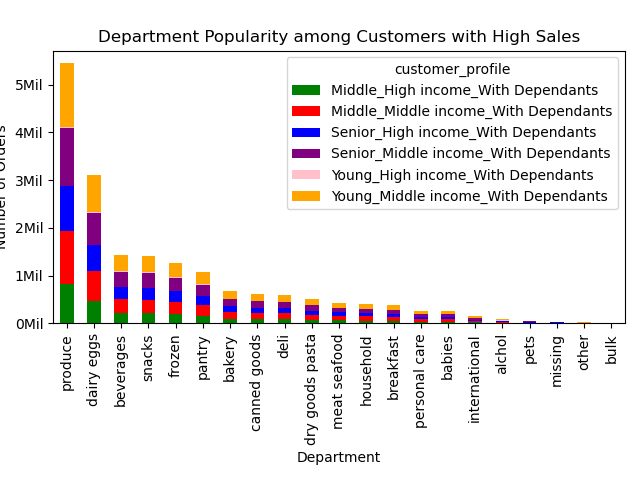 Department Popularity among Customers with High Sales
customer_profile
Middle_High income_With Dependants
Middle_Middle income_With Dependants
Senior_High income_With Dependants
Senior_Middle income_With Dependants
Young_High income_With Dependants
Young_Middle income_With Dependants
5Mil
4Mil
3Mil
2Mil
1Mil
0Mil
Number of Orders
produce
dairy eggs
beverages
snacks
frozen
pantry
bakery
canned goods
deli
dry goods pasta
meat seafood
household
breakfast
personal care
babies
international
alchol
pets
missing
other
bulk
Department